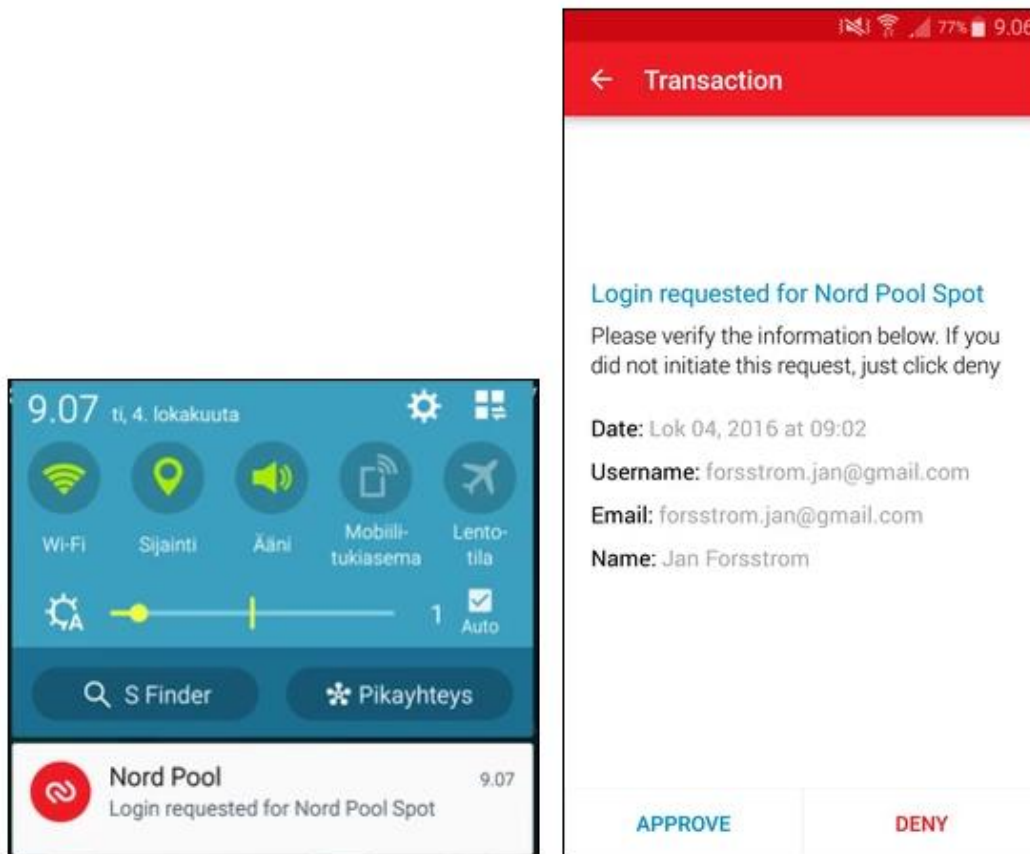 9.07 ti, 4. lokakuuta
Wi-Fi
Sijainti
Ääni
Mobiili-
tukiasema
Lento-
tila
A
1
Auto
S Finder
Pikayhteys
Nord Pool
9.07
Login requested for Nord Pool Spot
77% 9.06
Transaction
Login requested for Nord Pool Spot
Please verify the information below. If you
did not initiate this request, just click deny
Date: Lok 04, 2016 at 09:02
Username: forsstrom.jan@gmail.com
Email: forsstrom.jan@gmail.com
Name: Jan Forsstrom
APPROVE
DENY